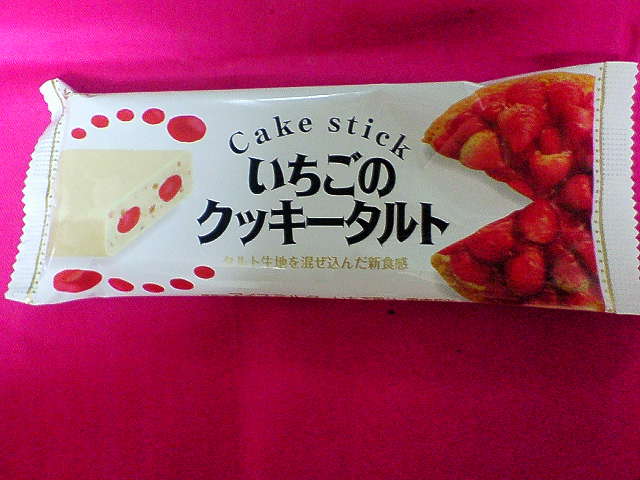 Cake stick
いちごの
クッキータルト
タルト生地を混ぜ込んだ新食感